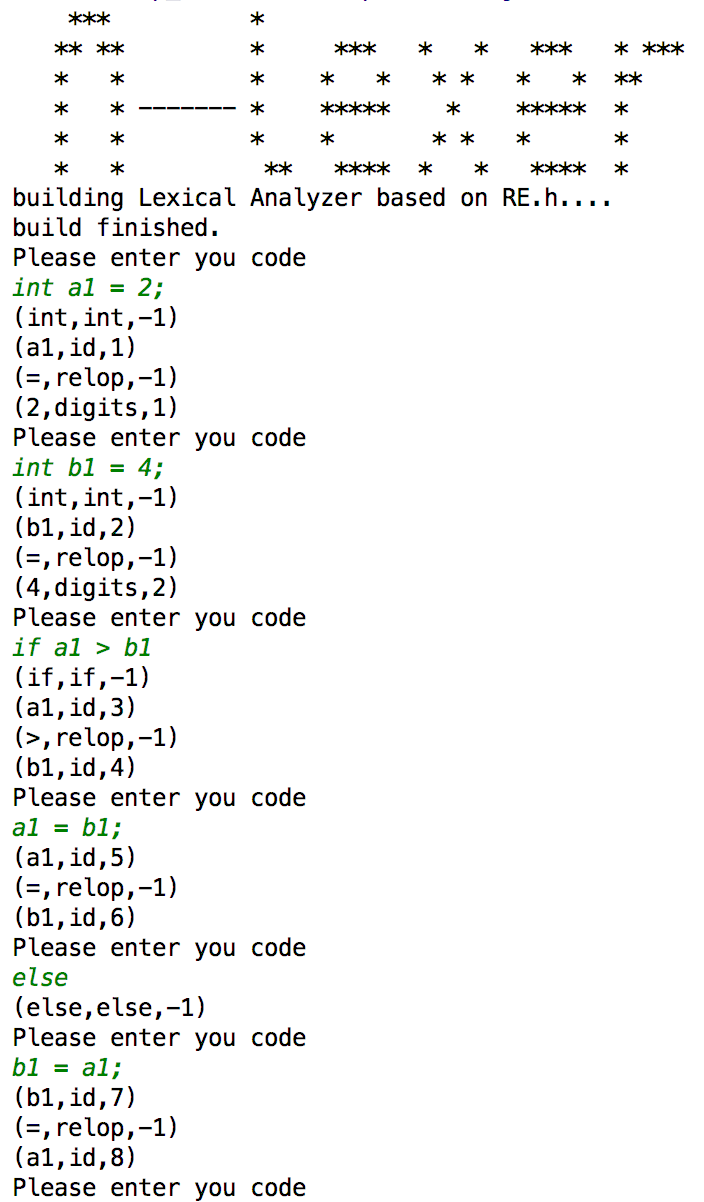 ***          *
   ** **         *     ***   *   *   ***   * ***
   *   *         *    *   *   * *   *   *  **
   *   * ------- *    *****    *    *****  *
   *   *         *    *       * *   *      *
   *   *          **   ****  *   *   ****  *
building Lexical Analyzer based on RE.h....
build finished.
Please enter you code
int a1 = 2;
(int,int,-1)
(a1,id,1)
(=,relop,-1)
(2,digits,1)
Please enter you code
int b1 = 4;
(int,int,-1)
(b1,id,2)
(=,relop,-1)
(4,digits,2)
Please enter you code
if a1 > b1
(if,if,-1)
(a1,id,3)
(>,relop,-1)
(b1,id,4)
Please enter you code
a1 = b1;
(a1,id,5)
(=,relop,-1)
(b1,id,6)
Please enter you code
else
(else,else,-1)
Please enter you code
b1 = a1;
(b1,id,7)
(=,relop,-1)
(a1,id,8)
Please enter you code